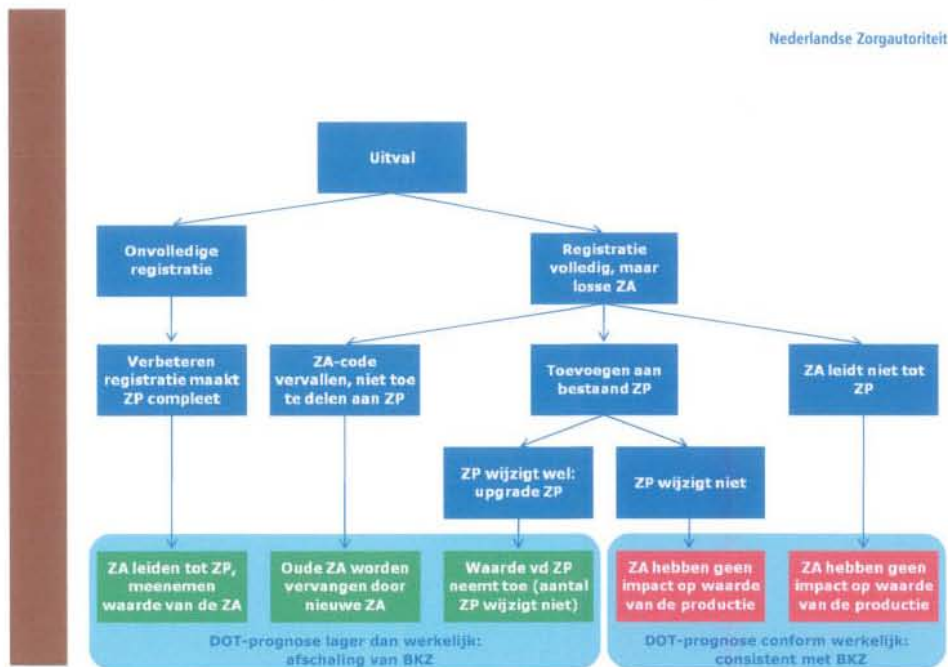 Nederlandse Zorgautoriteit
Uitval
Onvolledige
registratie
Registratie
volledig, maar
losse ZA
Verbeteren
registratie maakt
ZP compleet
ZA-code
vervallen, niet toe
te delen aan ZP
Toevoegen aan
bestaand ZP
ZA leidt niet tot
ZP
ZP wijzigt wel:
upgrade ZP
ZP wijzigt niet
ZA leiden tot ZP,
meenemen
waarde van de ZA
Oude ZA worden
vervangen door
nieuwe ZA
Waarde vd ZP
neemt toe (aantal
ZP wijzigt niet)
ZA hebben geen
impact op waarde
van de productie
ZA hebben geen
impact op waarde
van de productie
DOT-prognose lager dan werkelijk:
afschaling van BKZ
DOT-prognose conform werkelijk:
consistent met BKZ